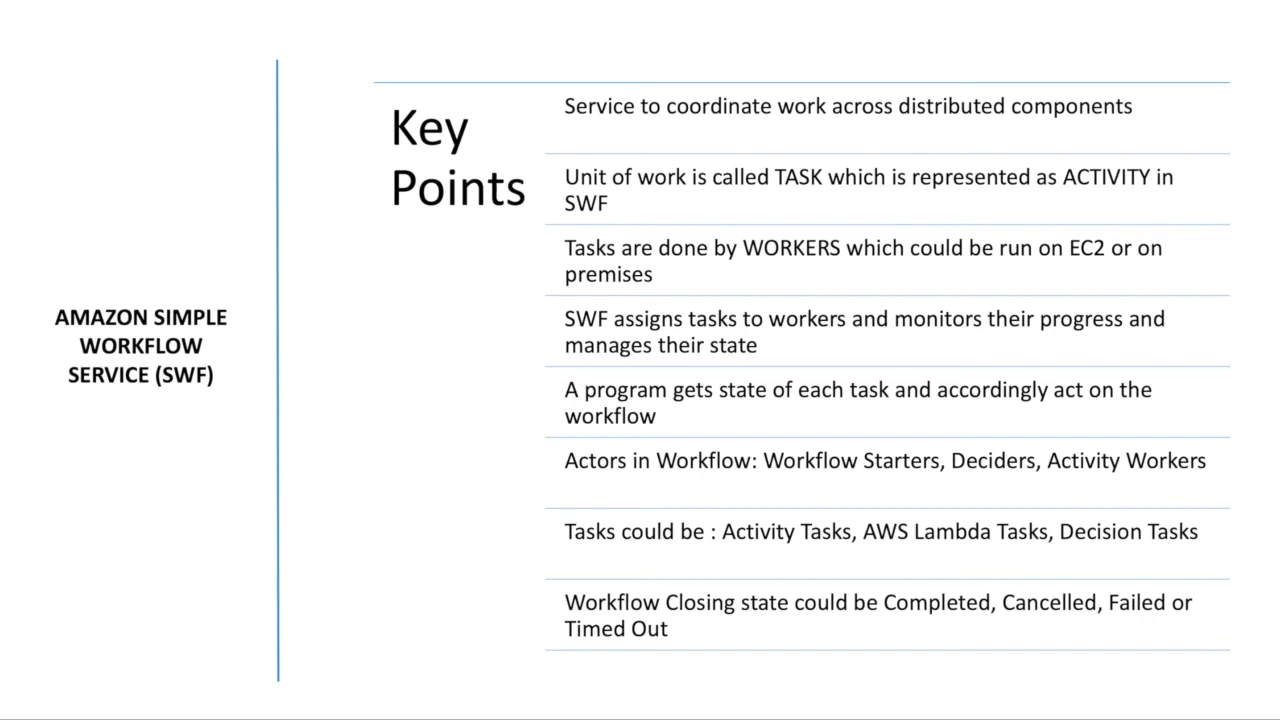 AMAZON SIMPLE
WORKFLOW
SERVICE (SWF)
Key
Points
Service to coordinate work across distributed components
Unit of work is called TASK which is represented as ACTIVITY in
SWF
Tasks are done by WORKERS which could be run on EC2 or on
premises
SWF assigns tasks to workers and monitors their progress and
manages their state
A program gets state of each task and accordingly act on the
workflow
Actors in Workflow: Workflow Starters, Deciders, Activity Workers
Tasks could be : Activity Tasks, AWS Lambda Tasks, Decision Tasks
Workflow Closing state could be Completed, Cancelled, Failed or
Timed Out